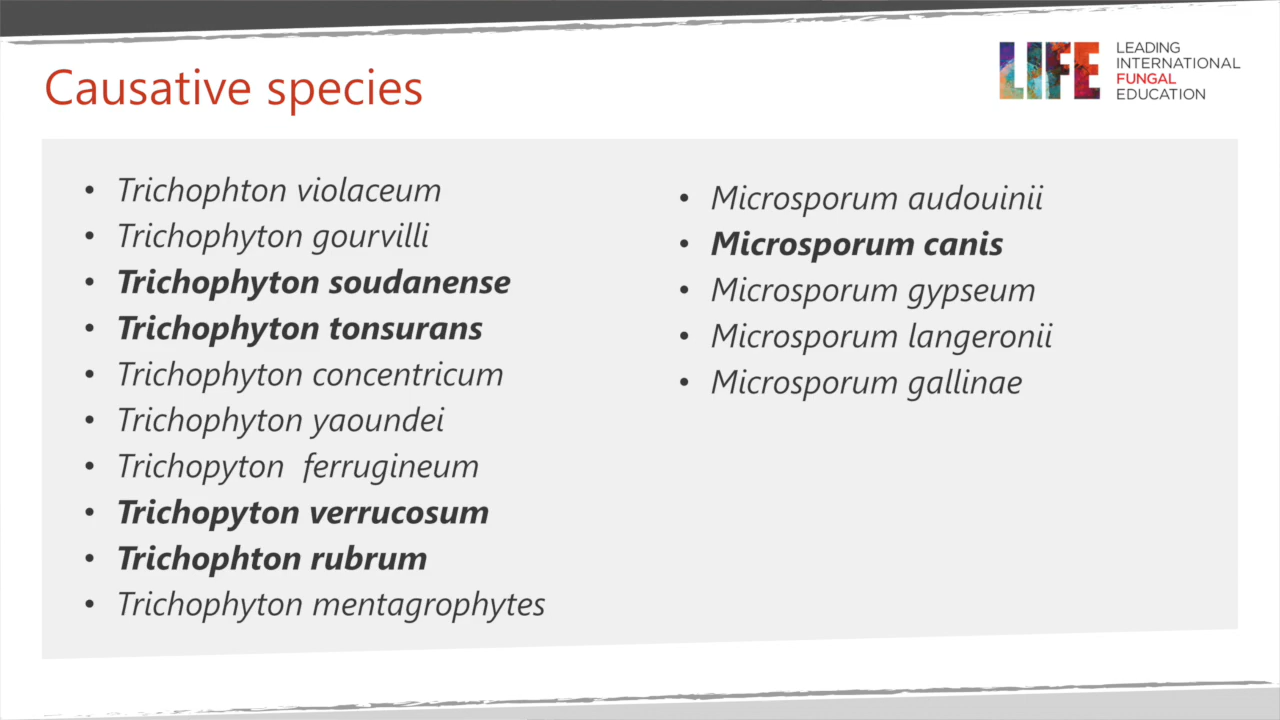 Causative species
LIFE
LEADING
INTERNATIONAL
FUNGAL
EDUCATION
• Trichophton violaceum
• Trichophyton gourvilli
• Trichophyton soudanense
• Trichophyton tonsurans
• Trichophyton concentricum
• Trichophyton yaoundei
• Trichopyton ferrugineum
• Trichopyton verrucosum
• Trichophton rubrum
• Trichophyton mentagrophytes
• Microsporum audouinii
• Microsporum canis
• Microsporum gypseum
• Microsporum langeronii
• Microsporum gallinae